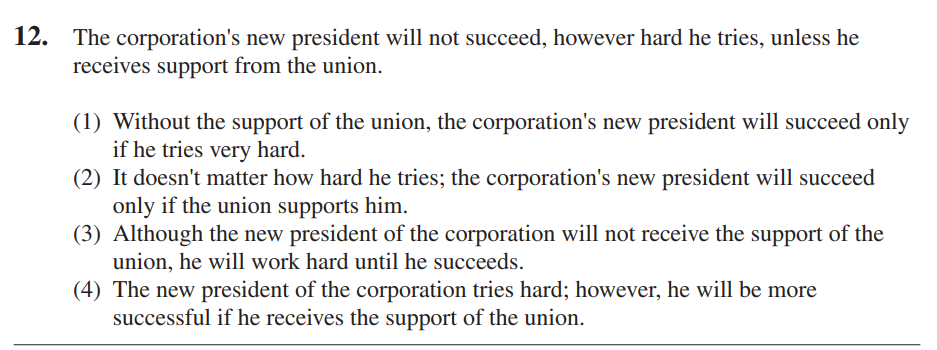 12. The corporation's new president will not succeed, however hard he tries, unless he
receives support from the union.
(1) Without the support of the union, the corporation's new president will succeed only
if he tries very hard.
(2) It doesn't matter how hard he tries; the corporation's new president will succeed
only if the union supports him.
(3) Although the new president of the corporation will not receive the support of the
union, he will work hard until he succeeds.
(4) The new president of the corporation tries hard; however, he will be more
successful if he receives the support of the union.